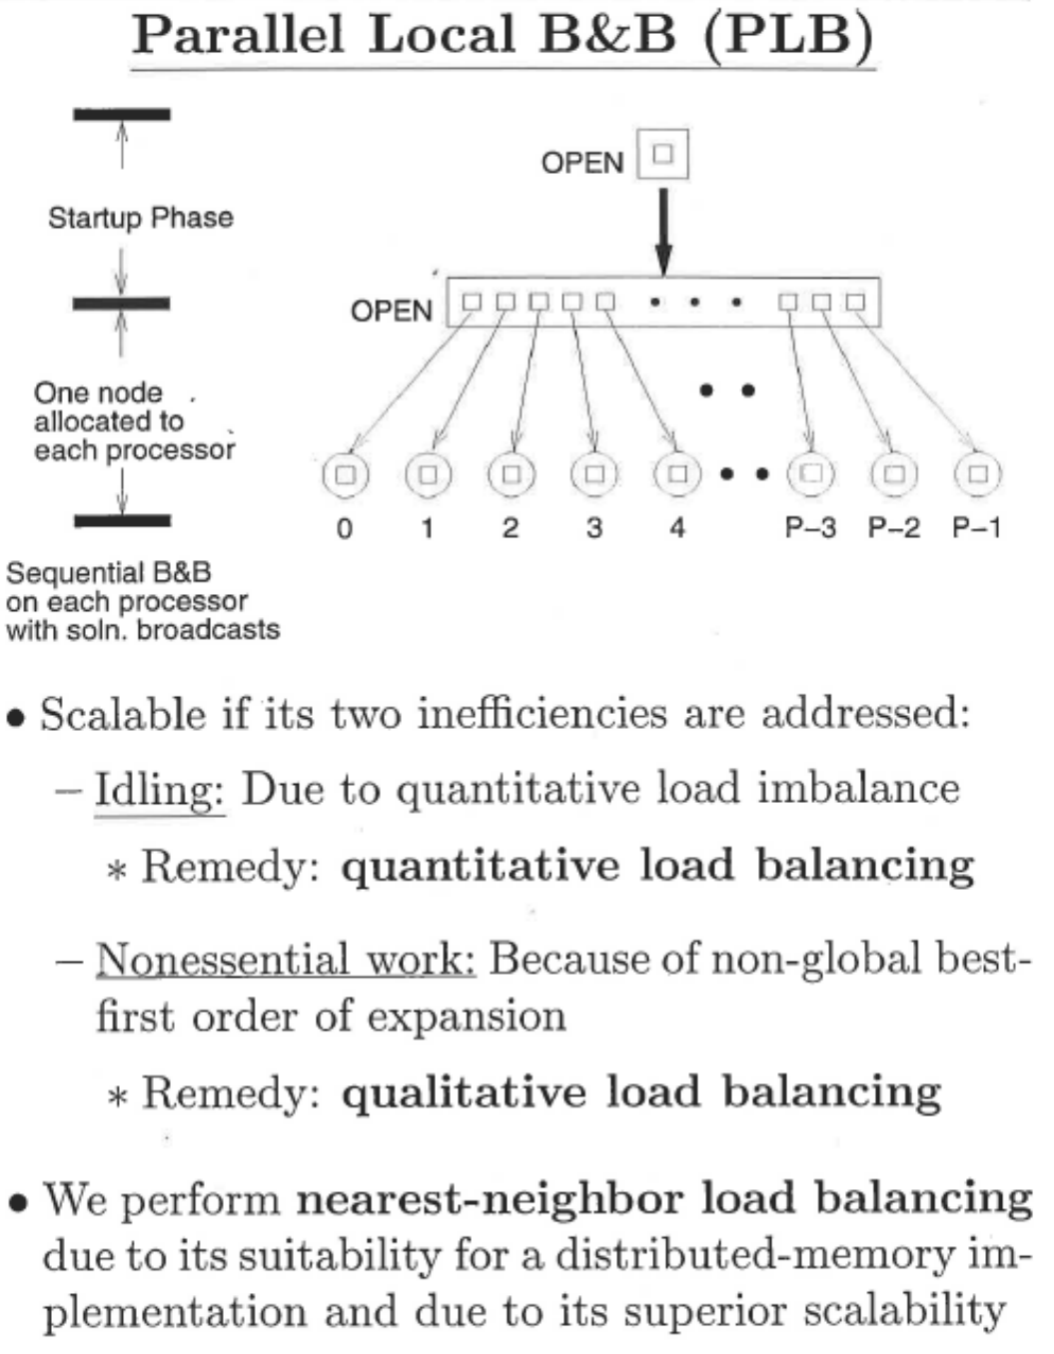 Parallel Local B&B (PLB)
OPEN
Startup Phase
OPEN
One node
allocated to
each processor
0 1 2 3 4 P–3 P–2 P–1
Sequential B&B
on each processor
with soln. broadcasts
• Scalable if its two inefficiencies are addressed:
– Idling: Due to quantitative load imbalance
* Remedy: quantitative load balancing
– Nonessential work: Because of non-global best-
first order of expansion
* Remedy: qualitative load balancing
• We perform nearest-neighbor load balancing
due to its suitability for a distributed-memory im-
plementation and due to its superior scalability